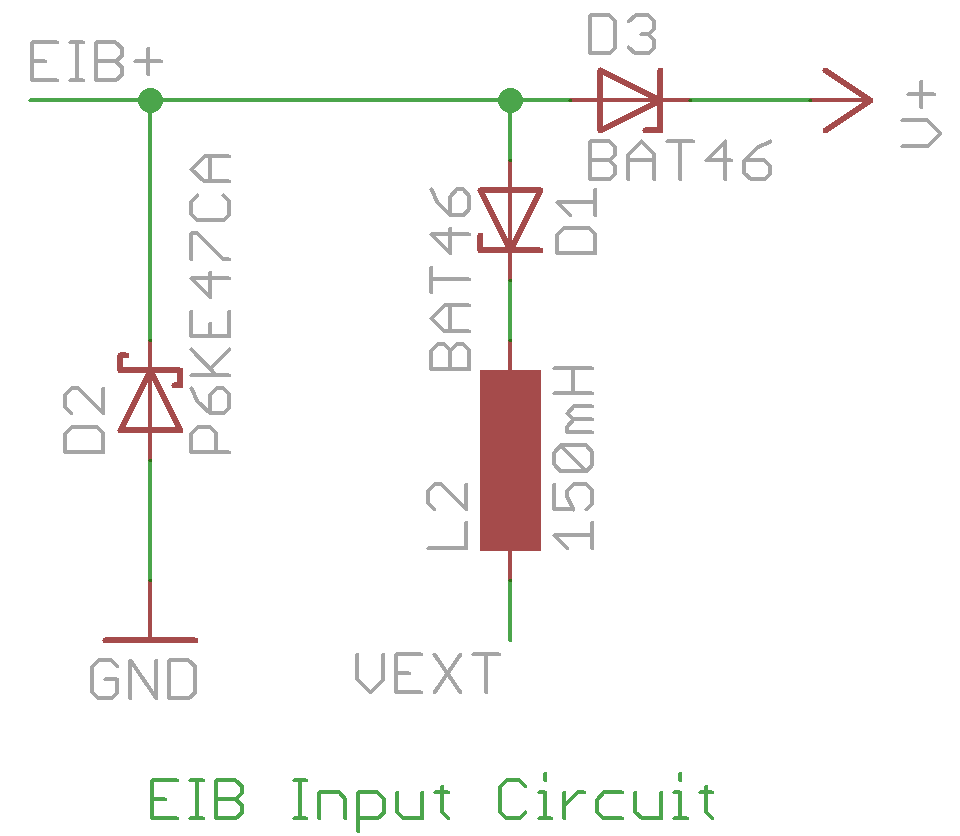 EIB+
D3
V+
BAT46
D1
BAT46
D2
P6KE47CA
L2
150mH
GND
VEXT
EIB Input Circuit